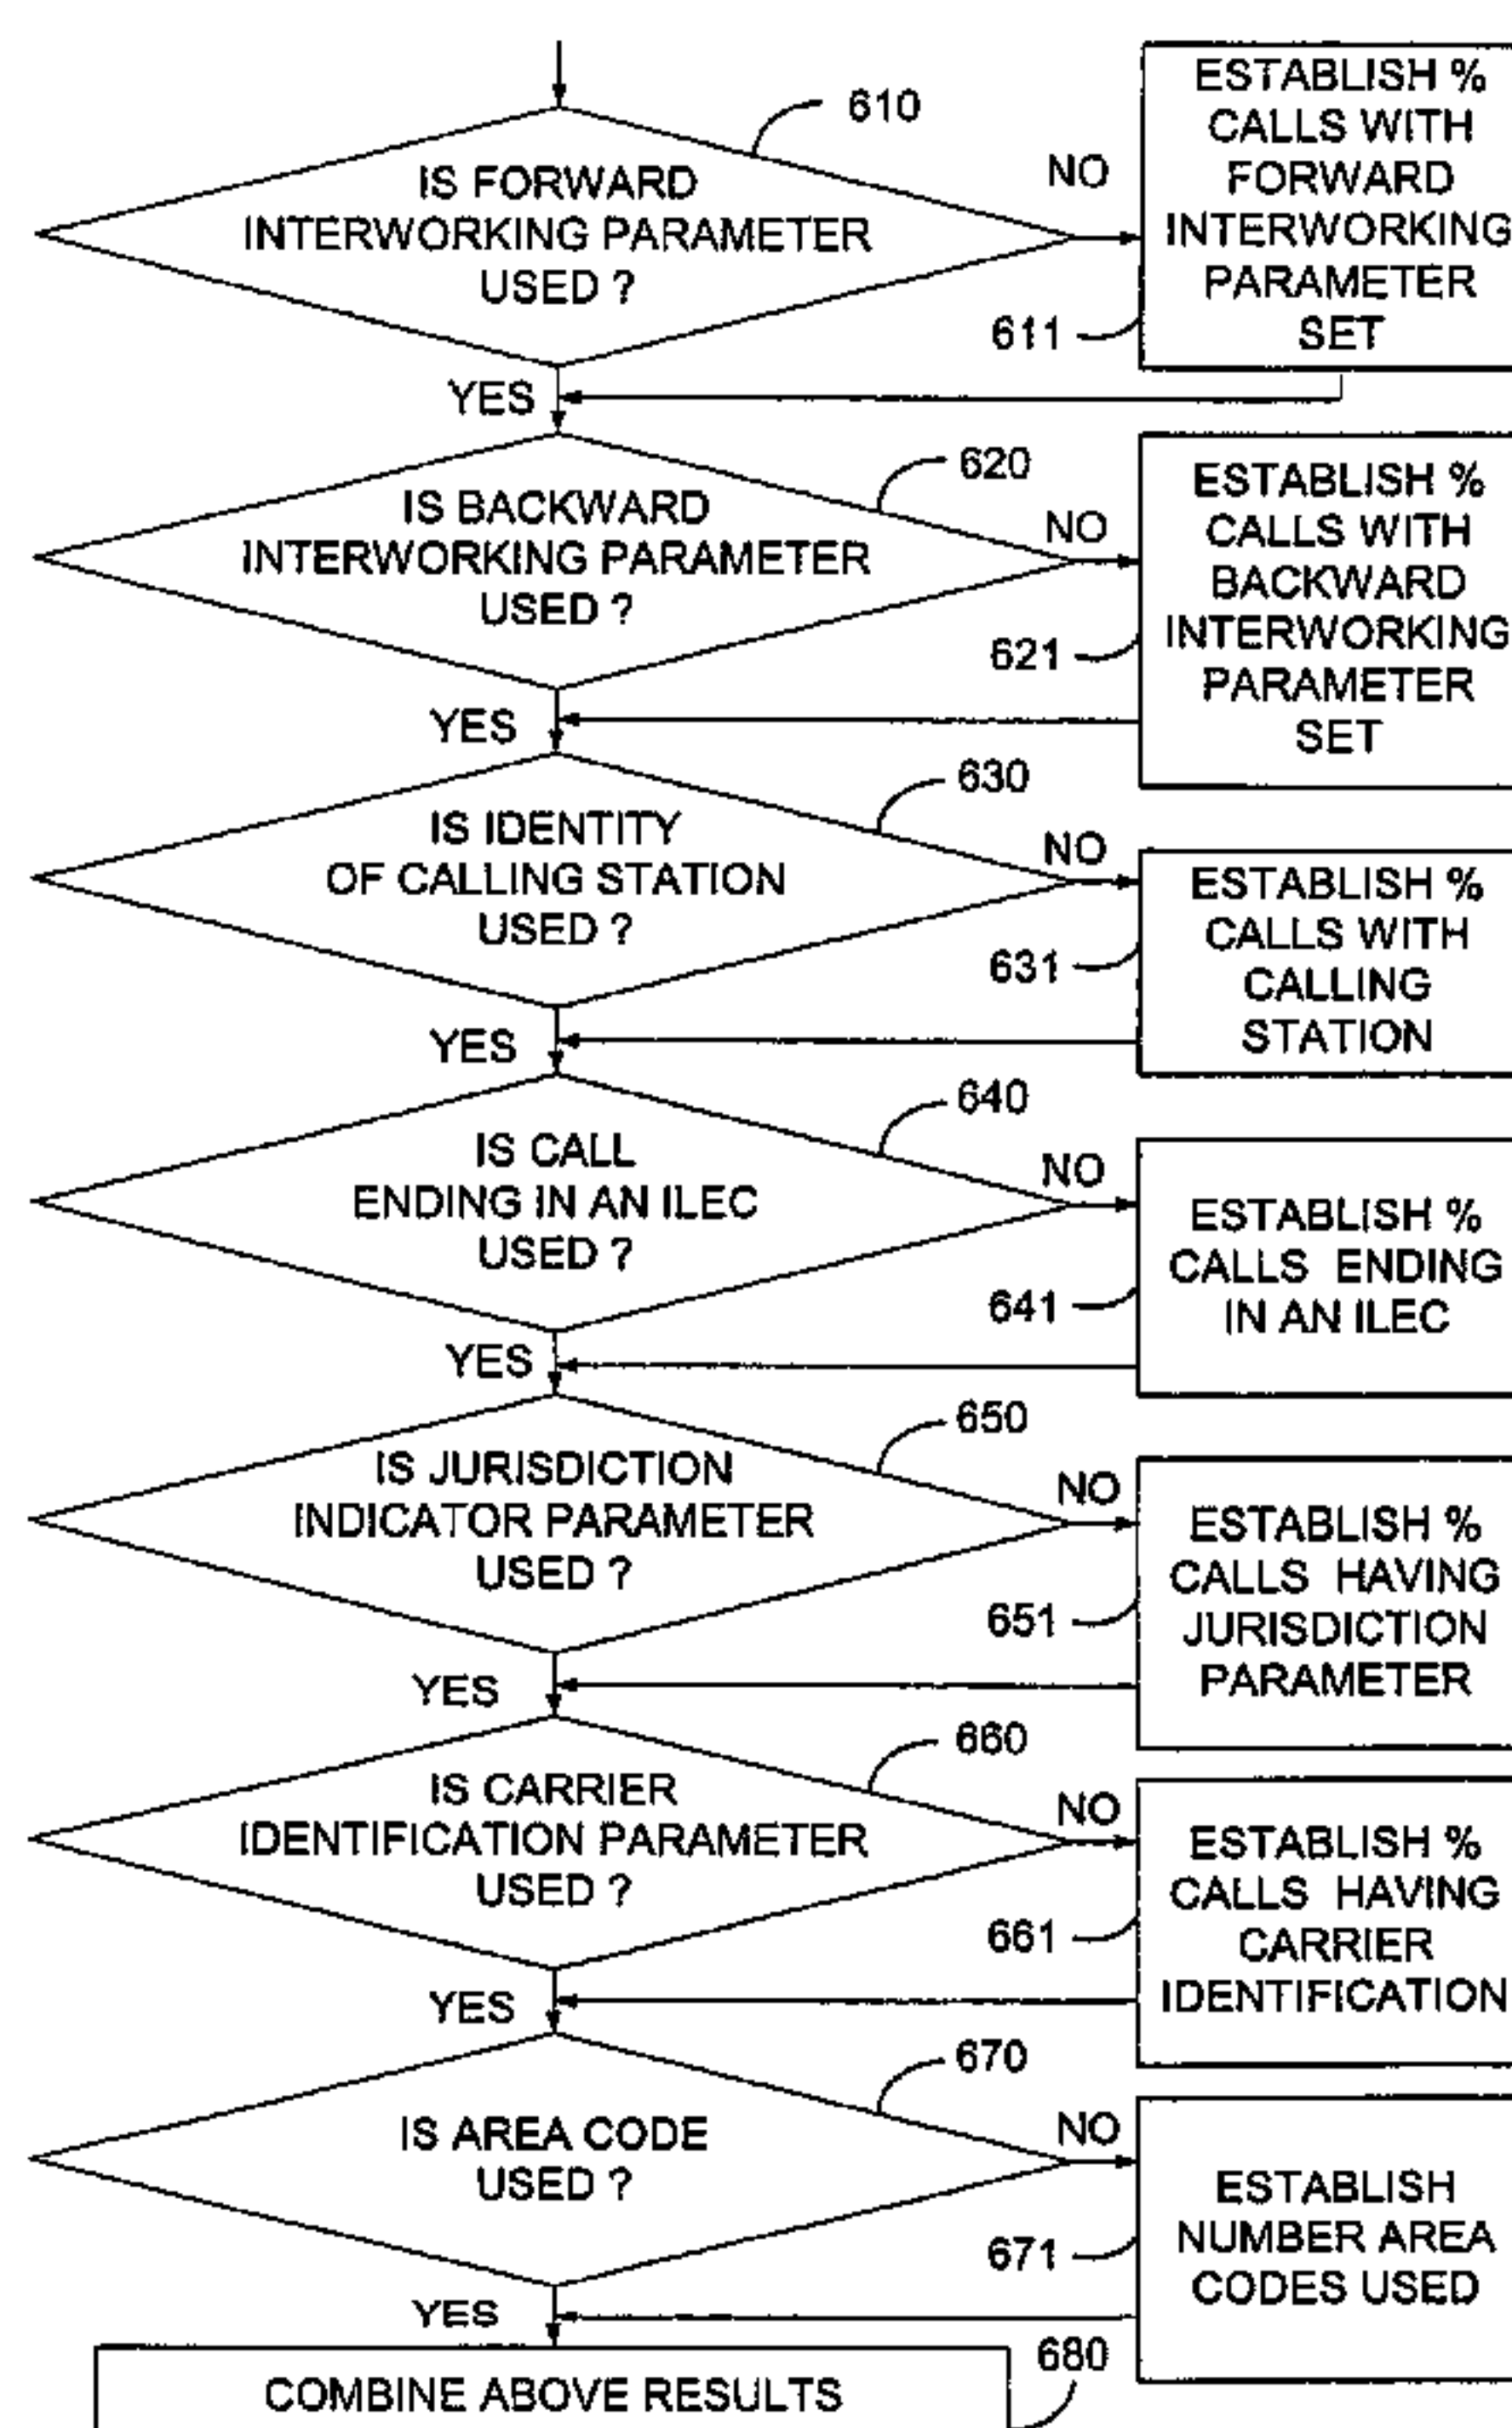 610
IS FORWARD
INTERWORKING PARAMETER
USED ?
NO
ESTABLISH %
CALLS WITH
FORWARD
INTERWORKING
PARAMETER
SET
611
YES
620
IS BACKWARD
INTERWORKING PARAMETER
USED ?
NO
ESTABLISH %
CALLS WITH
BACKWARD
INTERWORKING
PARAMETER
SET
621
YES
630
IS IDENTITY
OF CALLING STATION
USED ?
NO
ESTABLISH %
CALLS WITH
CALLING
STATION
631
YES
640
IS CALL
ENDING IN AN ILEC
USED ?
NO
ESTABLISH %
CALLS ENDING
IN AN ILEC
641
YES
650
IS JURISDICTION
INDICATOR PARAMETER
USED ?
NO
ESTABLISH %
CALLS HAVING
JURISDICTION
PARAMETER
651
YES
660
IS CARRIER
IDENTIFICATION PARAMETER
USED ?
NO
ESTABLISH %
CALLS HAVING
CARRIER
IDENTIFICATION
661
YES
670
IS AREA CODE
USED ?
NO
ESTABLISH
NUMBER AREA
CODES USED
671
YES
680
COMBINE ABOVE RESULTS